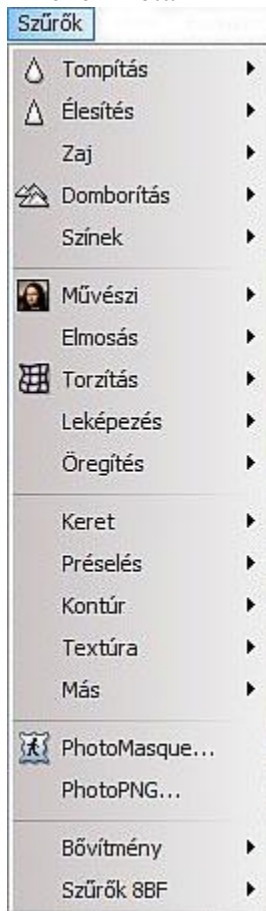 Szűrők
Tompítás
Élesítés
Zaj
Domborítás
Színek
Művészi
Elmosás
Torzítás
Leképezés
Öregítés
Keret
Préselés
Kontúr
Textúra
Más
PhotoMasque...
PhotoPNG...
Bővítmény
Szűrők 8BF